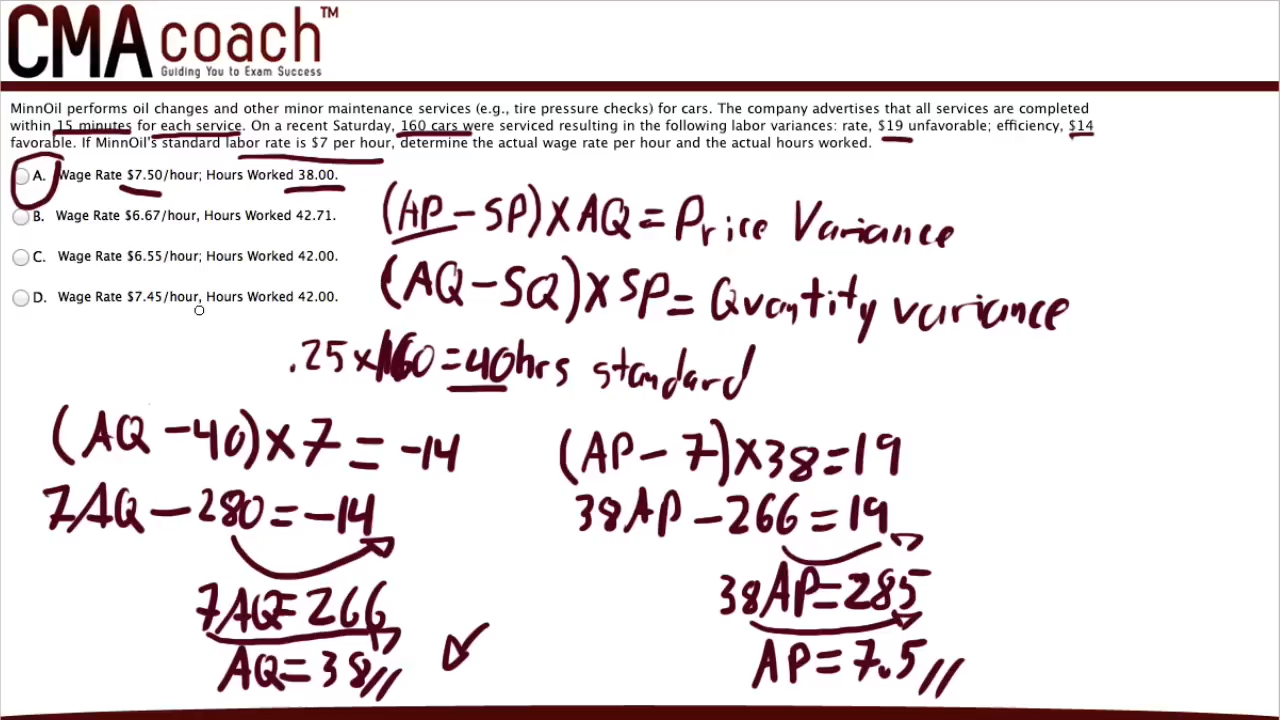 CMA coach™
Guiding You to Exam Success
MinnOil performs oil changes and other minor maintenance services (e.g., tire pressure checks) for cars. The company advertises that all services are completed
within 15 minutes for each service. On a recent Saturday, 160 cars were serviced resulting in the following labor variances: rate, $19 unfavorable; efficiency, $14
favorable. If MinnOil's standard labor rate is $7 per hour, determine the actual wage rate per hour and the actual hours worked.
A. Wage Rate $7.50/hour; Hours Worked 38.00.
B. Wage Rate $6.67/hour, Hours Worked 42.71.
C. Wage Rate $6.55/hour; Hours Worked 42.00.
D. Wage Rate $7.45/hour, Hours Worked 42.00.
(AP-SP)×AQ=Price Variance
(AQ-SQ)×SP=Quantity variance
.25×160=40hrs standard
(AQ-40)×7=-14
7AQ-280=-14
7AQ=266
AQ=38//
(AP-7)×38=19
38AP-266=19
38AP=285
AP=7.5//